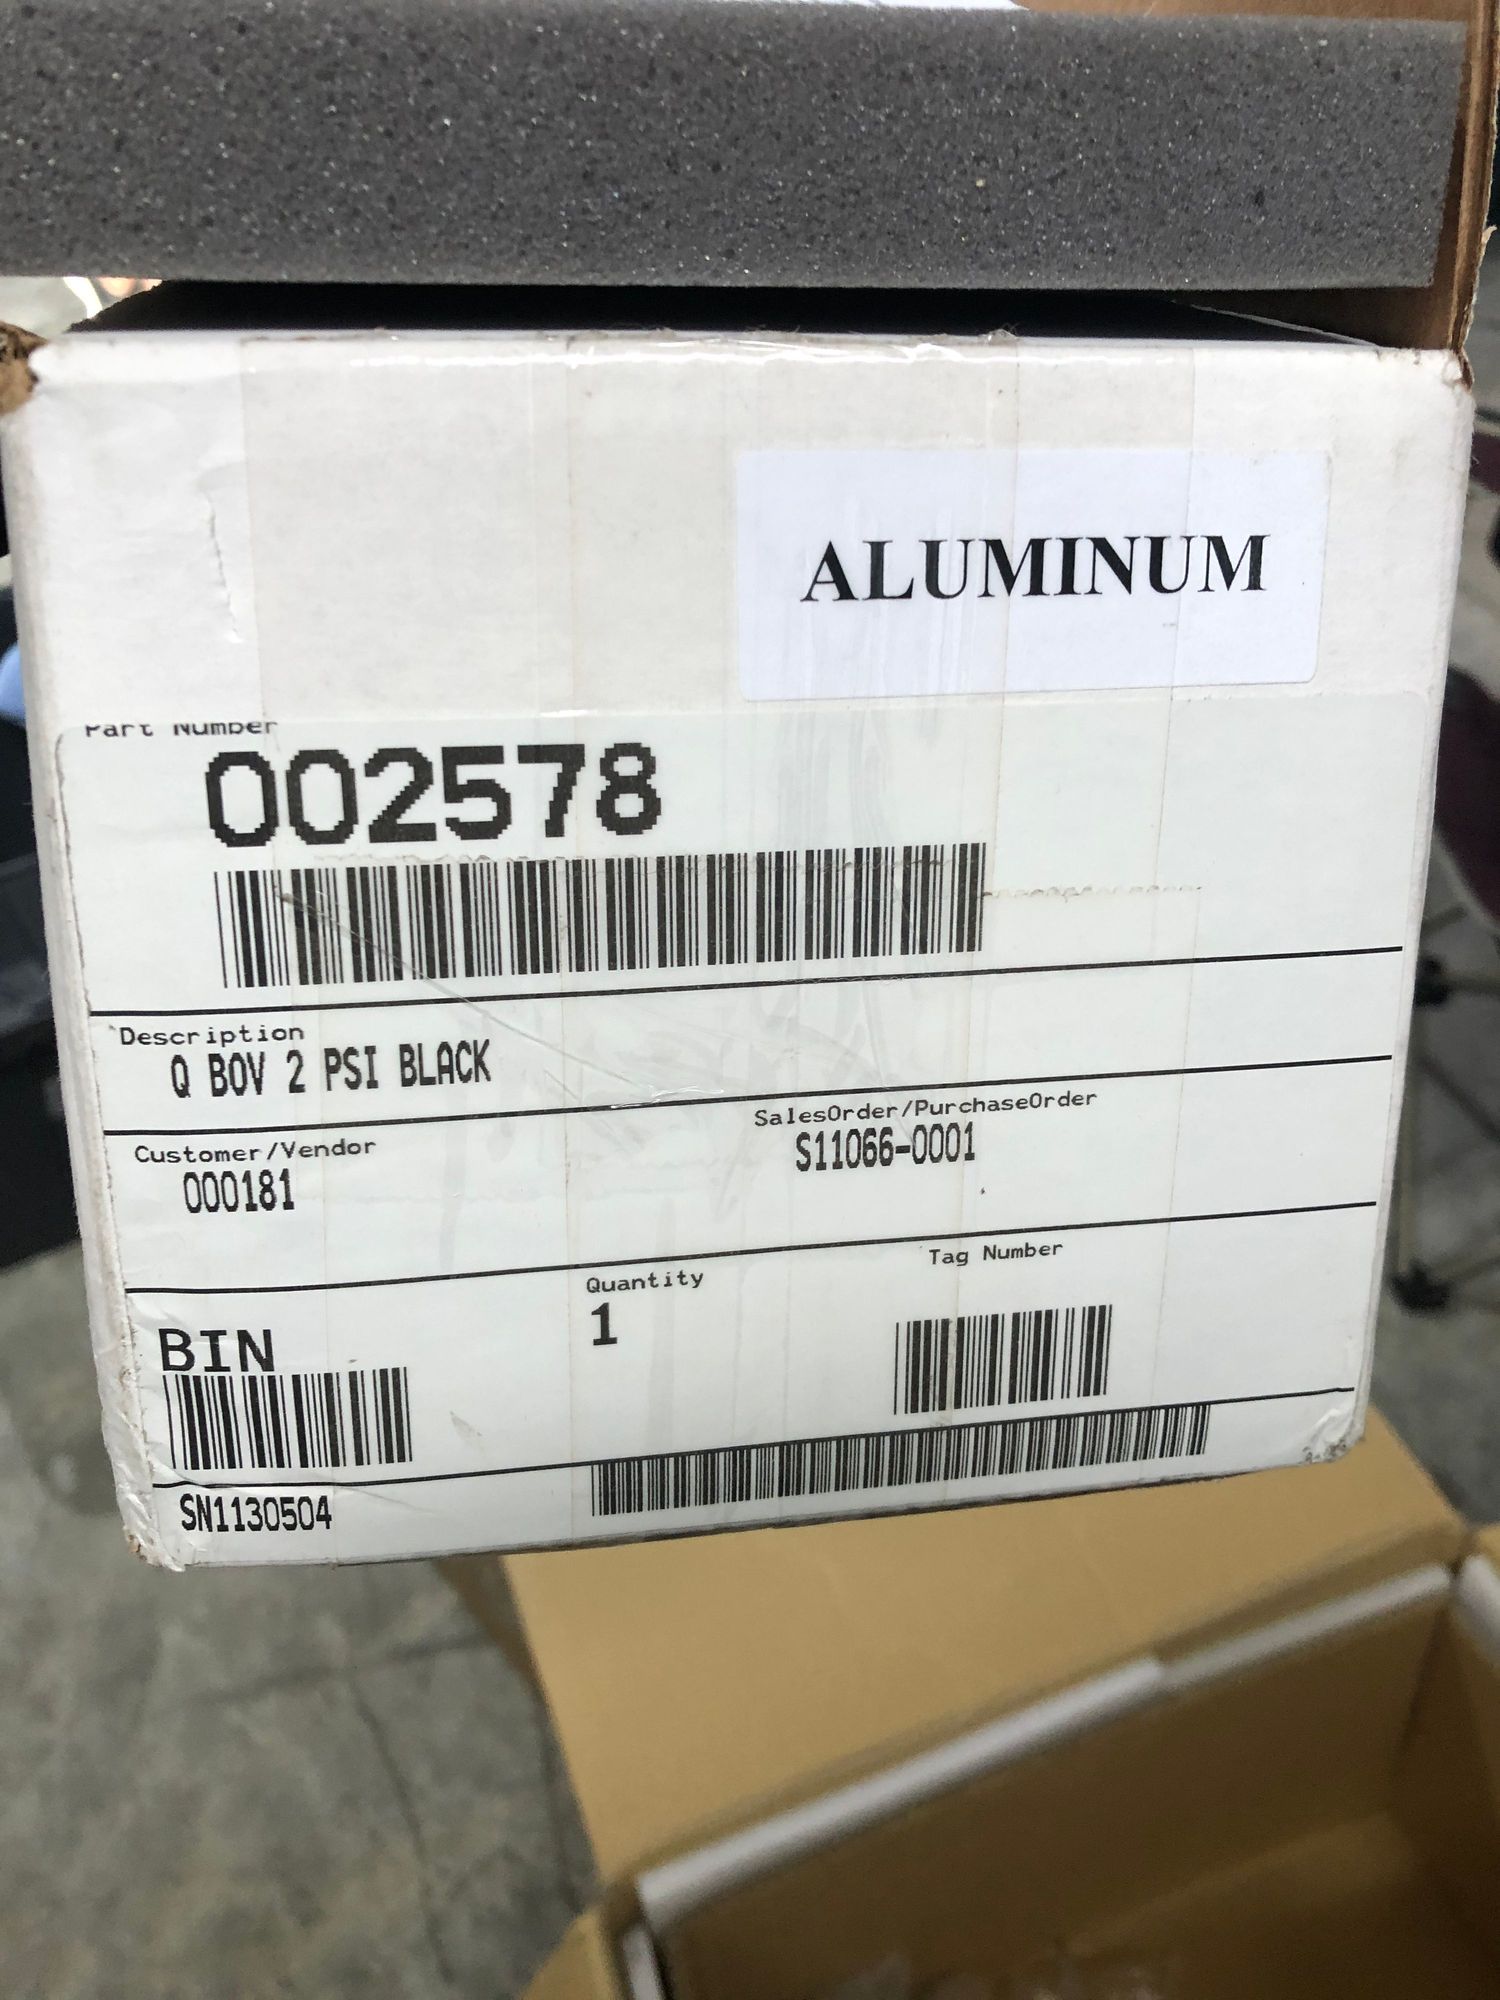 ALUMINUM
Part Number
002578
Description
Q BOV 2 PSI BLACK
Customer/Vendor
000181
SalesOrder/PurchaseOrder
S11066-0001
BIN
Quantity
1
Tag Number
SN1130504